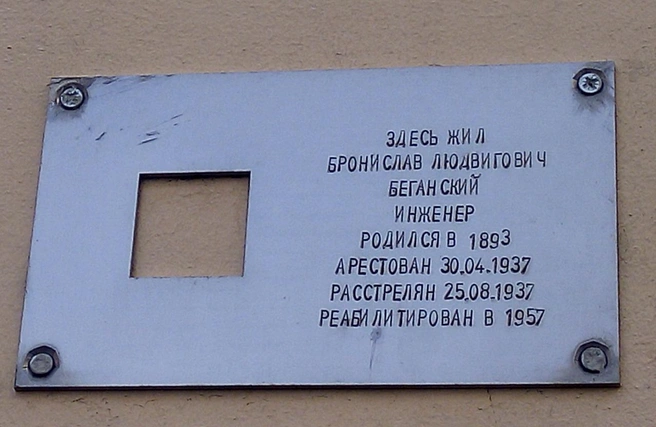 ЗДЕСЬ ЖИЛ
БРОНИСЛАВ ЛЮДВИГОВИЧ
БЕГАНСКИЙ
ИНЖЕНЕР
РОДИЛСЯ В 1893
АРЕСТОВАН 30.04.1937
РАССТРЕЛЯН 25.08.1937
РЕАБИЛИТИРОВАН В 1957